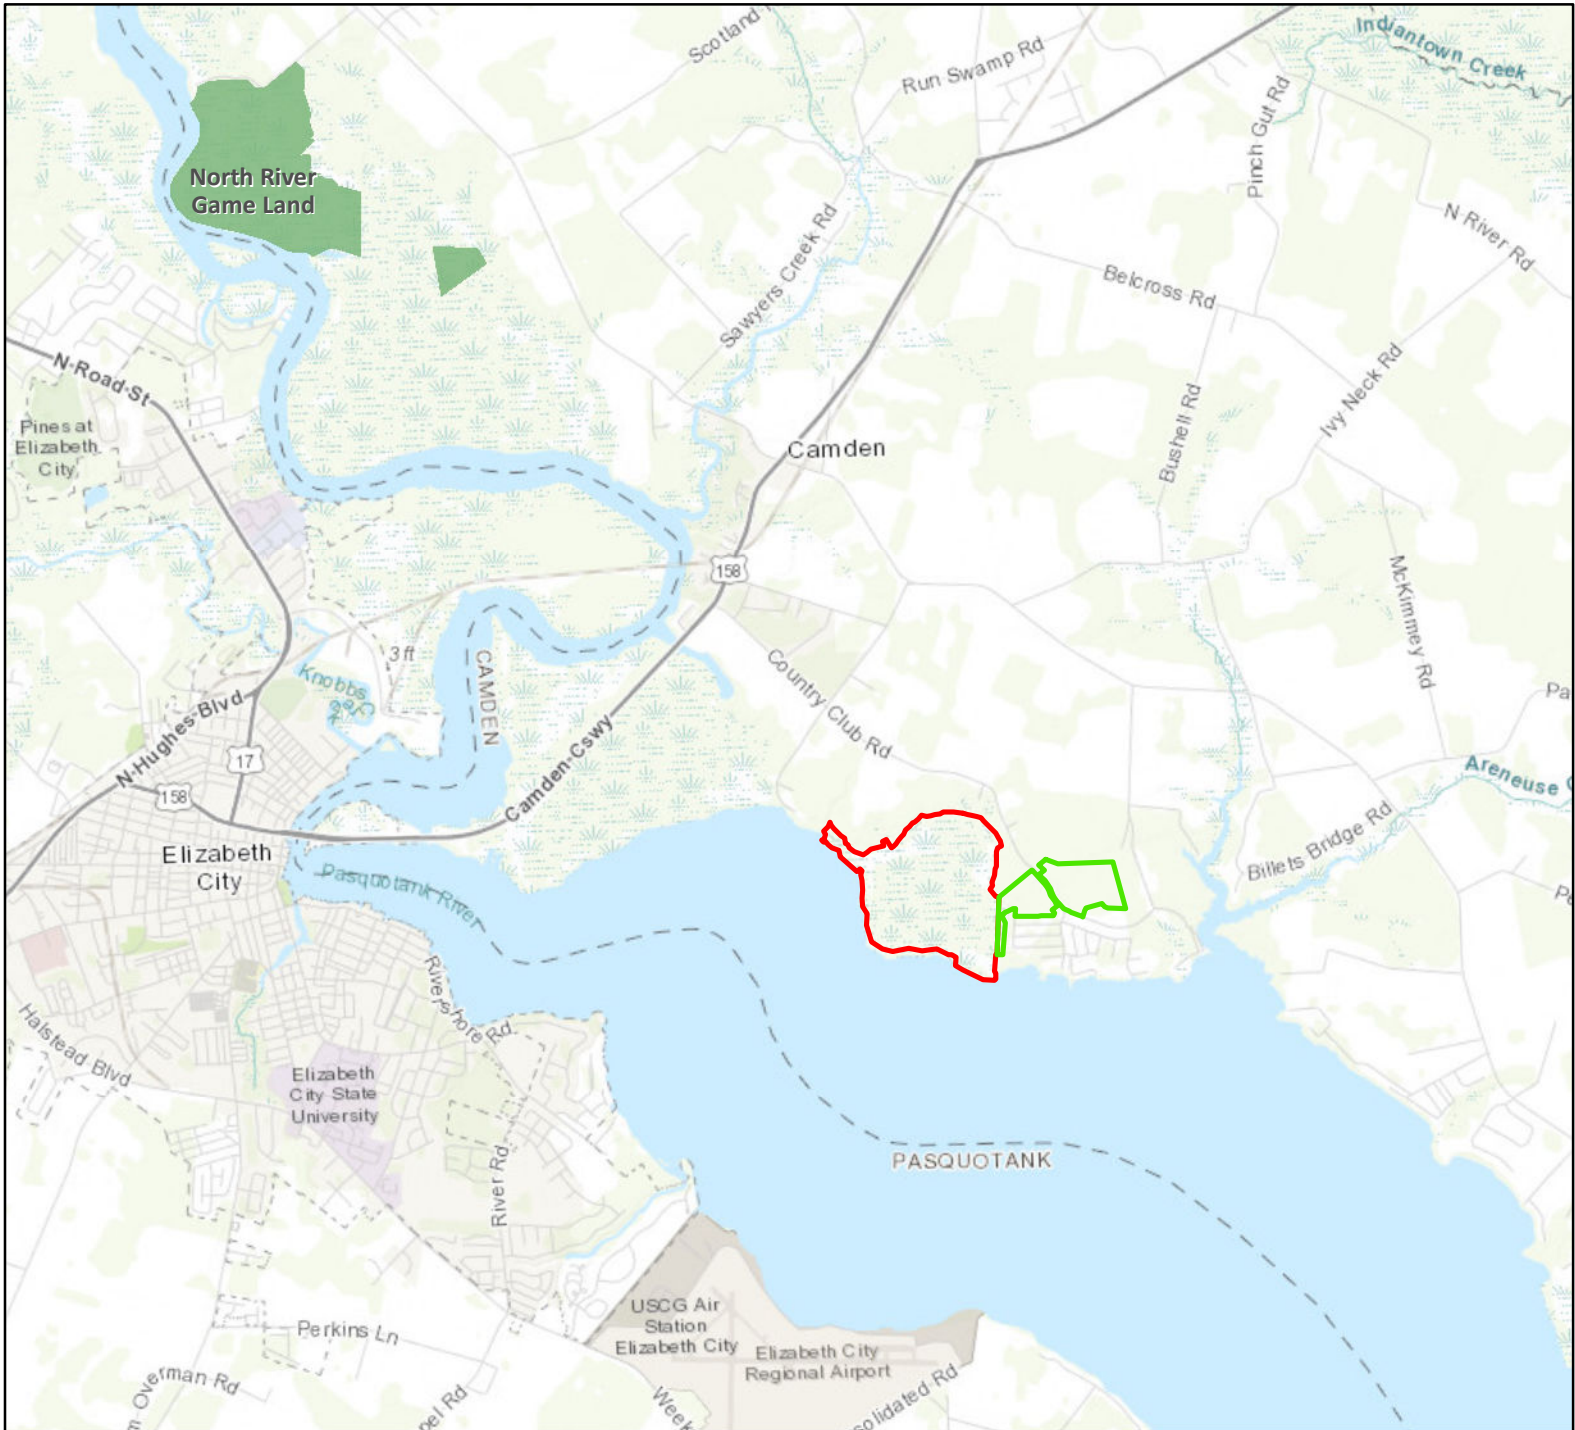 Scotland
Run Swamp Rd
Indiantown Creek
Pinch Gut Rd
North River
Game Land
N River Rd
Sawyers Creek Rd
Belcross Rd
N-Road-St
Ivy Neck Rd
Bushell Rd
Pines at
Elizabeth
City
Camden
158
McKimmey Rd
3 ft
CAMDEN
Knobbs
Creek
Country Club Rd
N-Hughes-Blvd
17
158
Camden-Cswy
Areneuse
Billets Bridge Rd
Elizabeth
City
Pasquotank River
Rivershore Rd
Halstead Blvd
Elizabeth
City State
University
River Rd
PASQUOTANK
USCG Air
Station
Elizabeth City
Perkins Ln
Elizabeth City
Regional Airport
Overman Rd